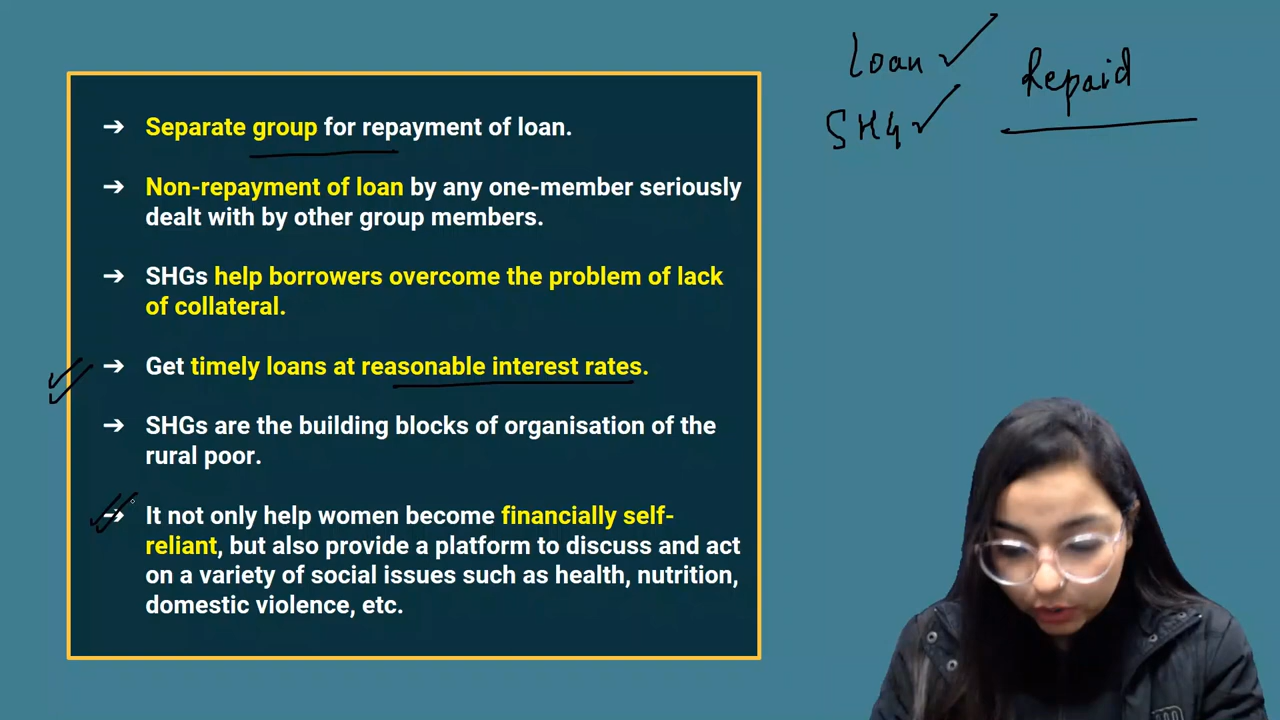 Loan
Repaid
SHG
➔ Separate group for repayment of loan.
➔ Non-repayment of loan by any one-member seriously
dealt with by other group members.
➔ SHGs help borrowers overcome the problem of lack
of collateral.
➔ Get timely loans at reasonable interest rates.
➔ SHGs are the building blocks of organisation of the
rural poor.
➔ It not only help women become financially self-
reliant, but also provide a platform to discuss and act
on a variety of social issues such as health, nutrition,
domestic violence, etc.